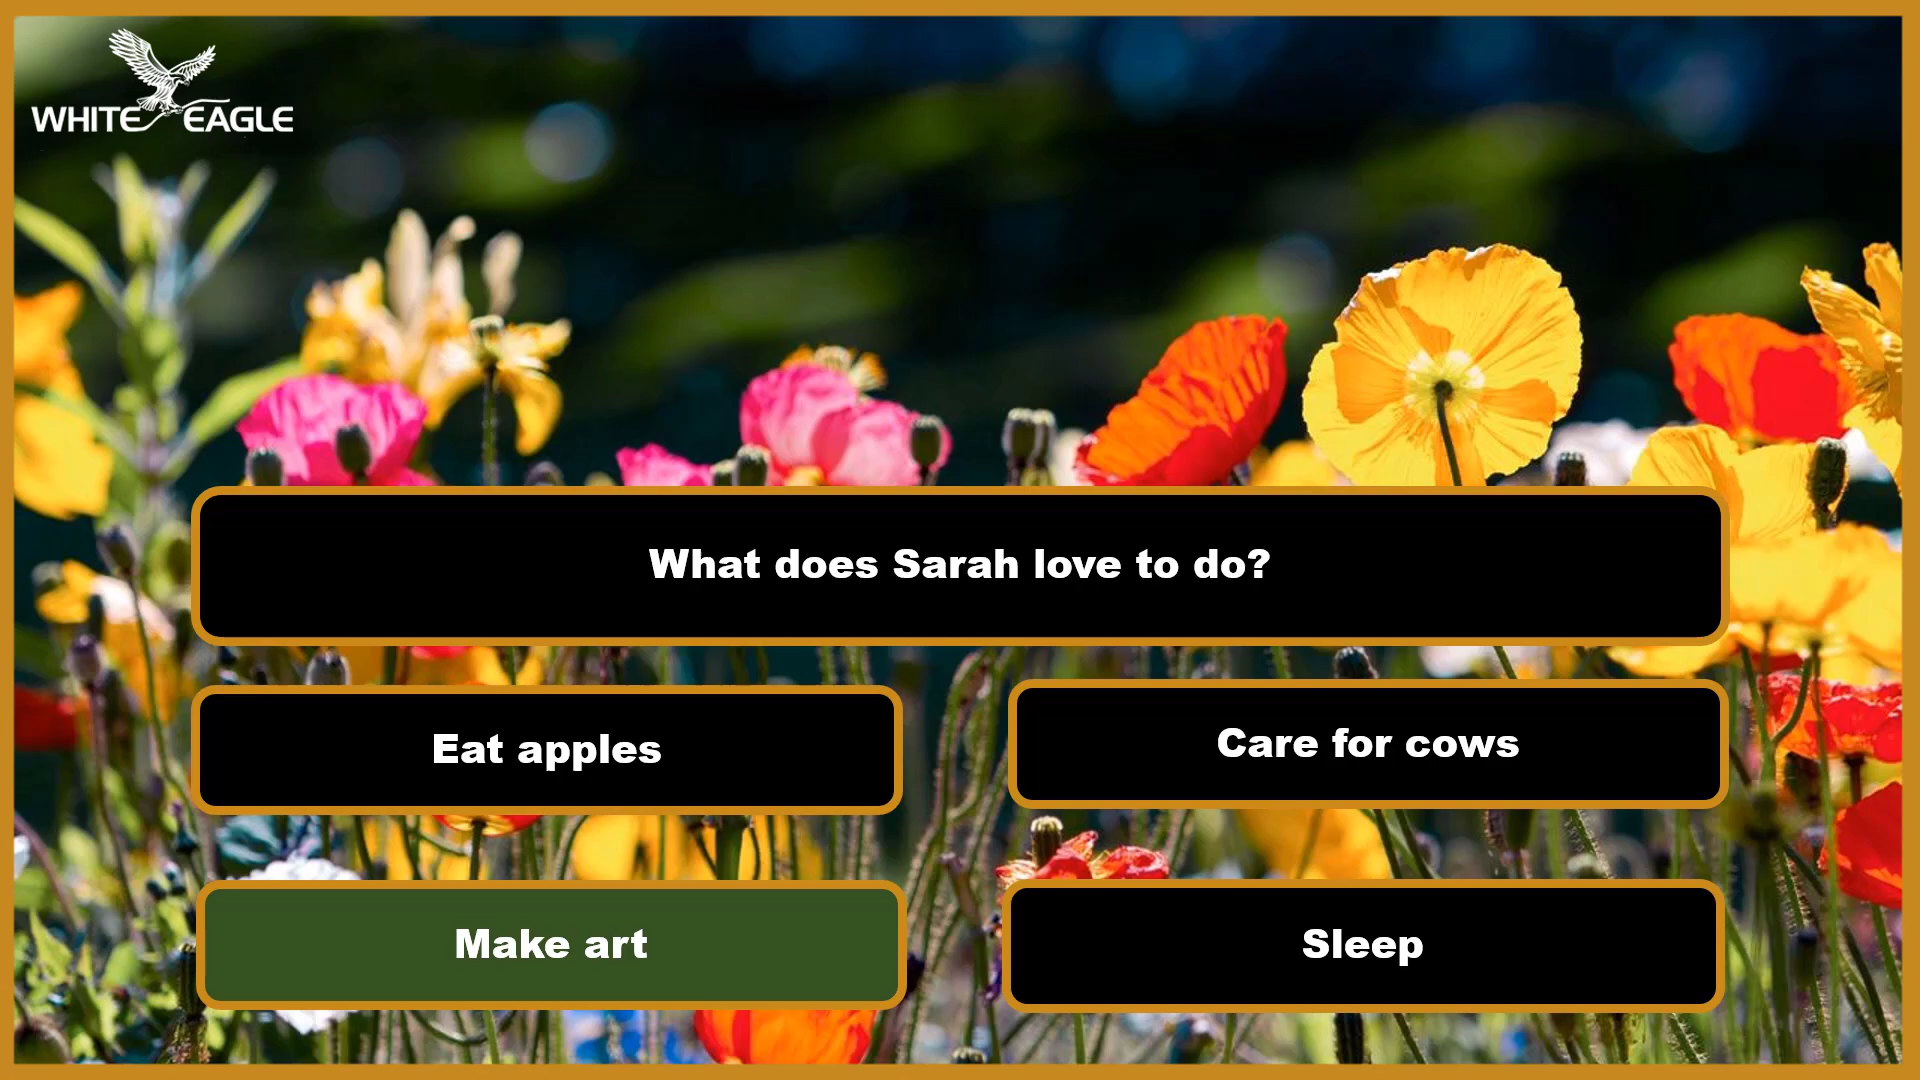 WHITE EAGLE
What does Sarah love to do?
Eat apples
Care for cows
Make art
Sleep